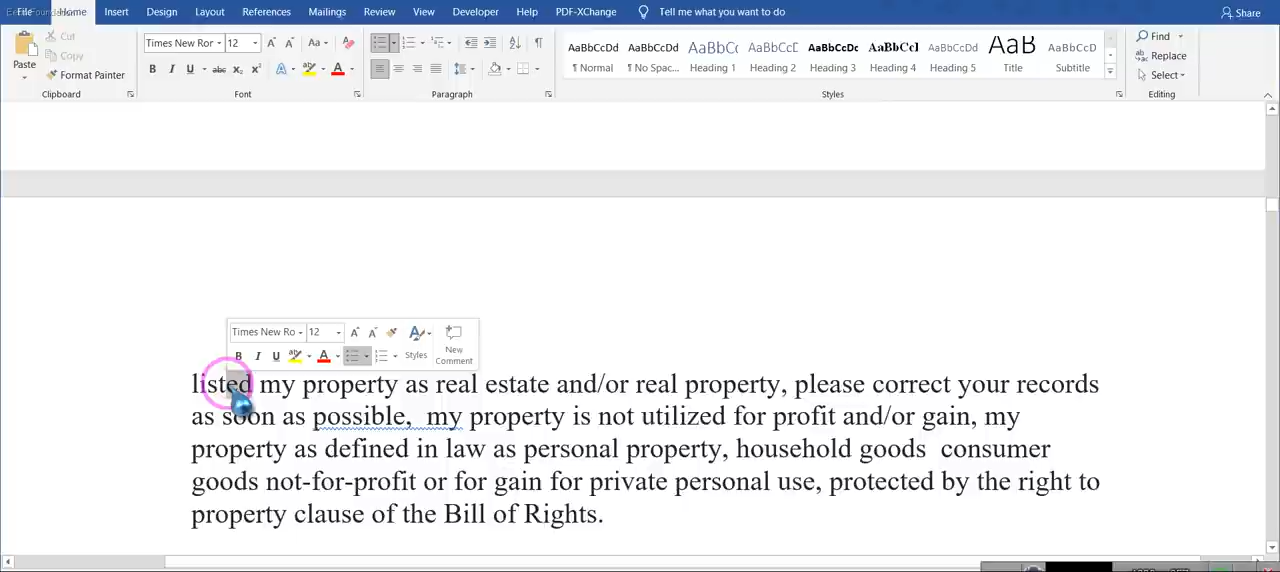 File Home Insert Design Layout References Mailings Review View Developer Help PDF-XChange Tell me what you want to do Share
Paste Cut Copy Format Painter
Clipboard
Times New Ror 12 Aa
B I U abc X₂ X² A ab A
Font
Paragraph
AaBbCcDd AaBbCcDd AaBbCc AaBbCcD AaBbCcDc AaBbCcI AaBbCcDd AaB AaBbCcD
¶ Normal ¶ No Spac... Heading 1 Heading 2 Heading 3 Heading 4 Heading 5 Title Subtitle
Styles
Find
Replace
Select
Editing
Times New Ro 12
B I U ab A Styles New
Comment
listed my property as real estate and/or real property, please correct your records
as soon as possible,  my property is not utilized for profit and/or gain, my
property as defined in law as personal property, household goods  consumer
goods not-for-profit or for gain for private personal use, protected by the right to
property clause of the Bill of Rights.